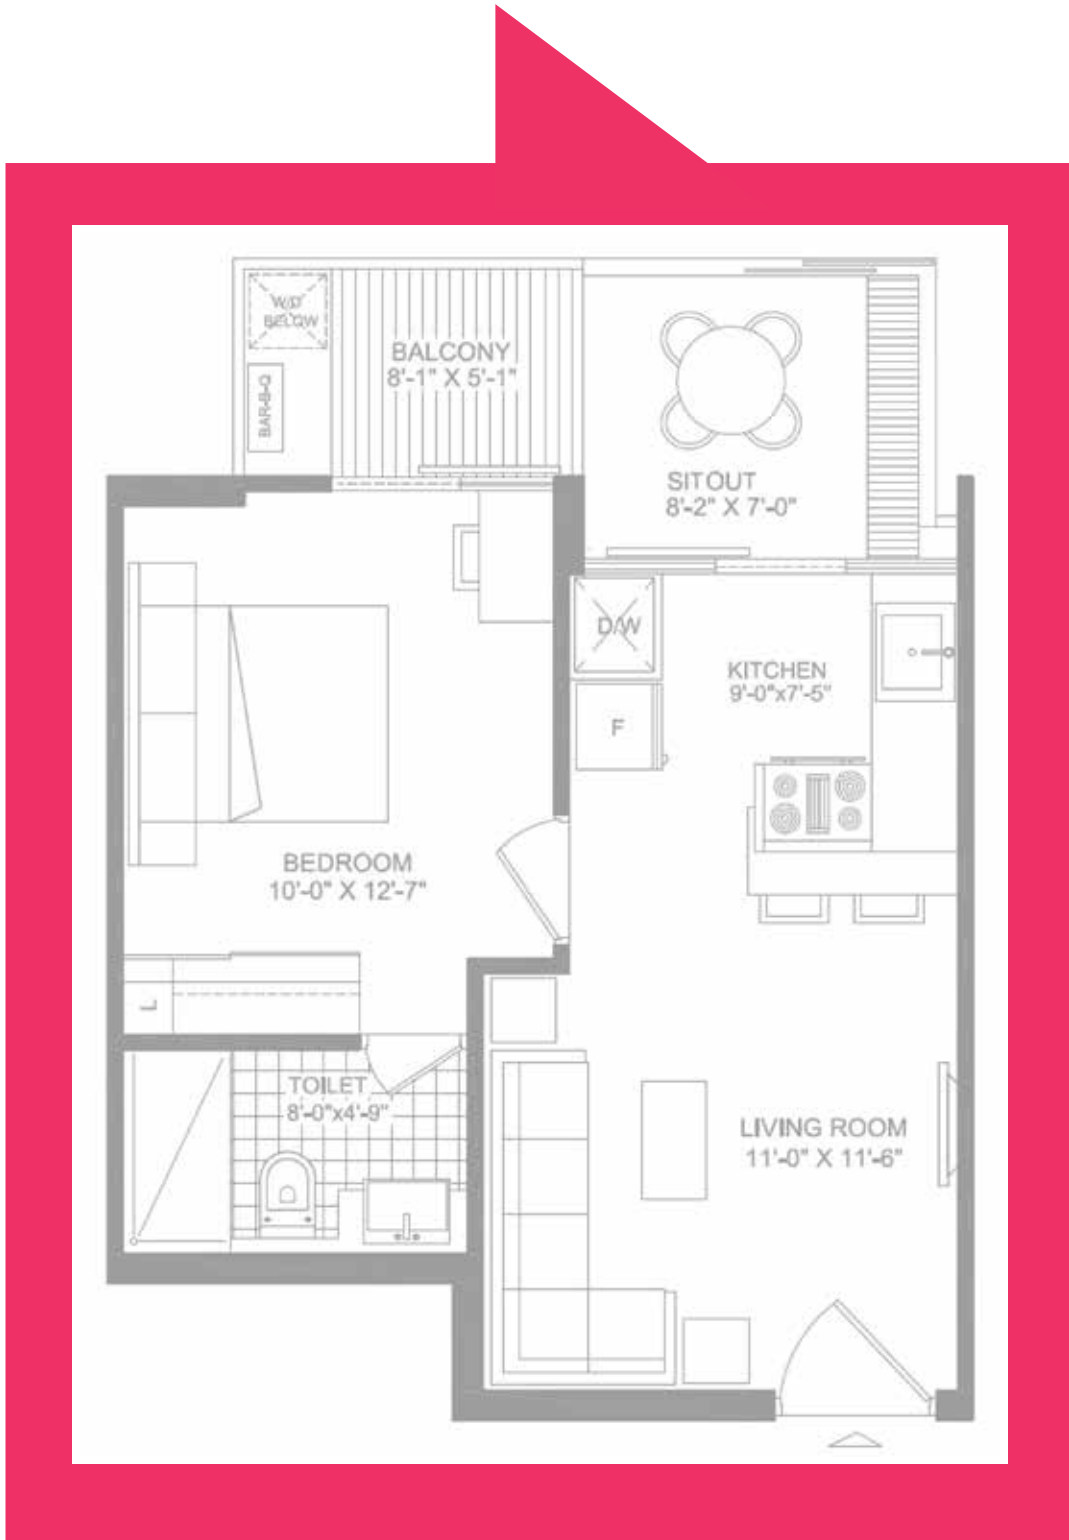 W/D
BELOW
BAR-B-Q
BALCONY
8'-1" X 5'-1"
SITOUT
8'-2" X 7'-0"
D/W
F
KITCHEN
9'-0"x7'-5"
BEDROOM
10'-0" X 12'-7"
L
TOILET
8'-0"x4'-9"
LIVING ROOM
11'-0" X 11'-6"